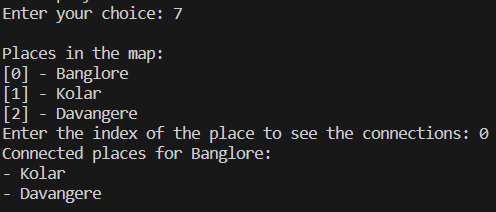 Enter your choice: 7
Places in the map:
[0] - Banglore
[1] - Kolar
[2] - Davangere
Enter the index of the place to see the connections: 0
Connected places for Banglore:
- Kolar
- Davangere